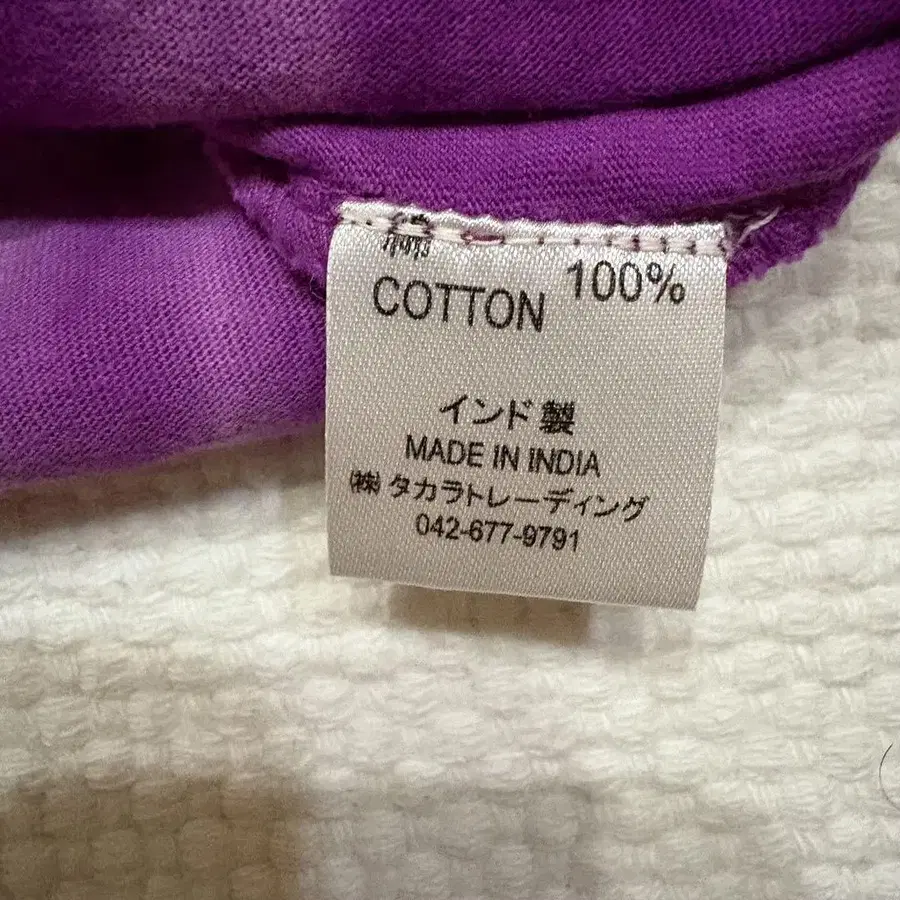 COTTON 100%
インド製
MADE IN INDIA
㈱タカラトレーディング
042-677-9791